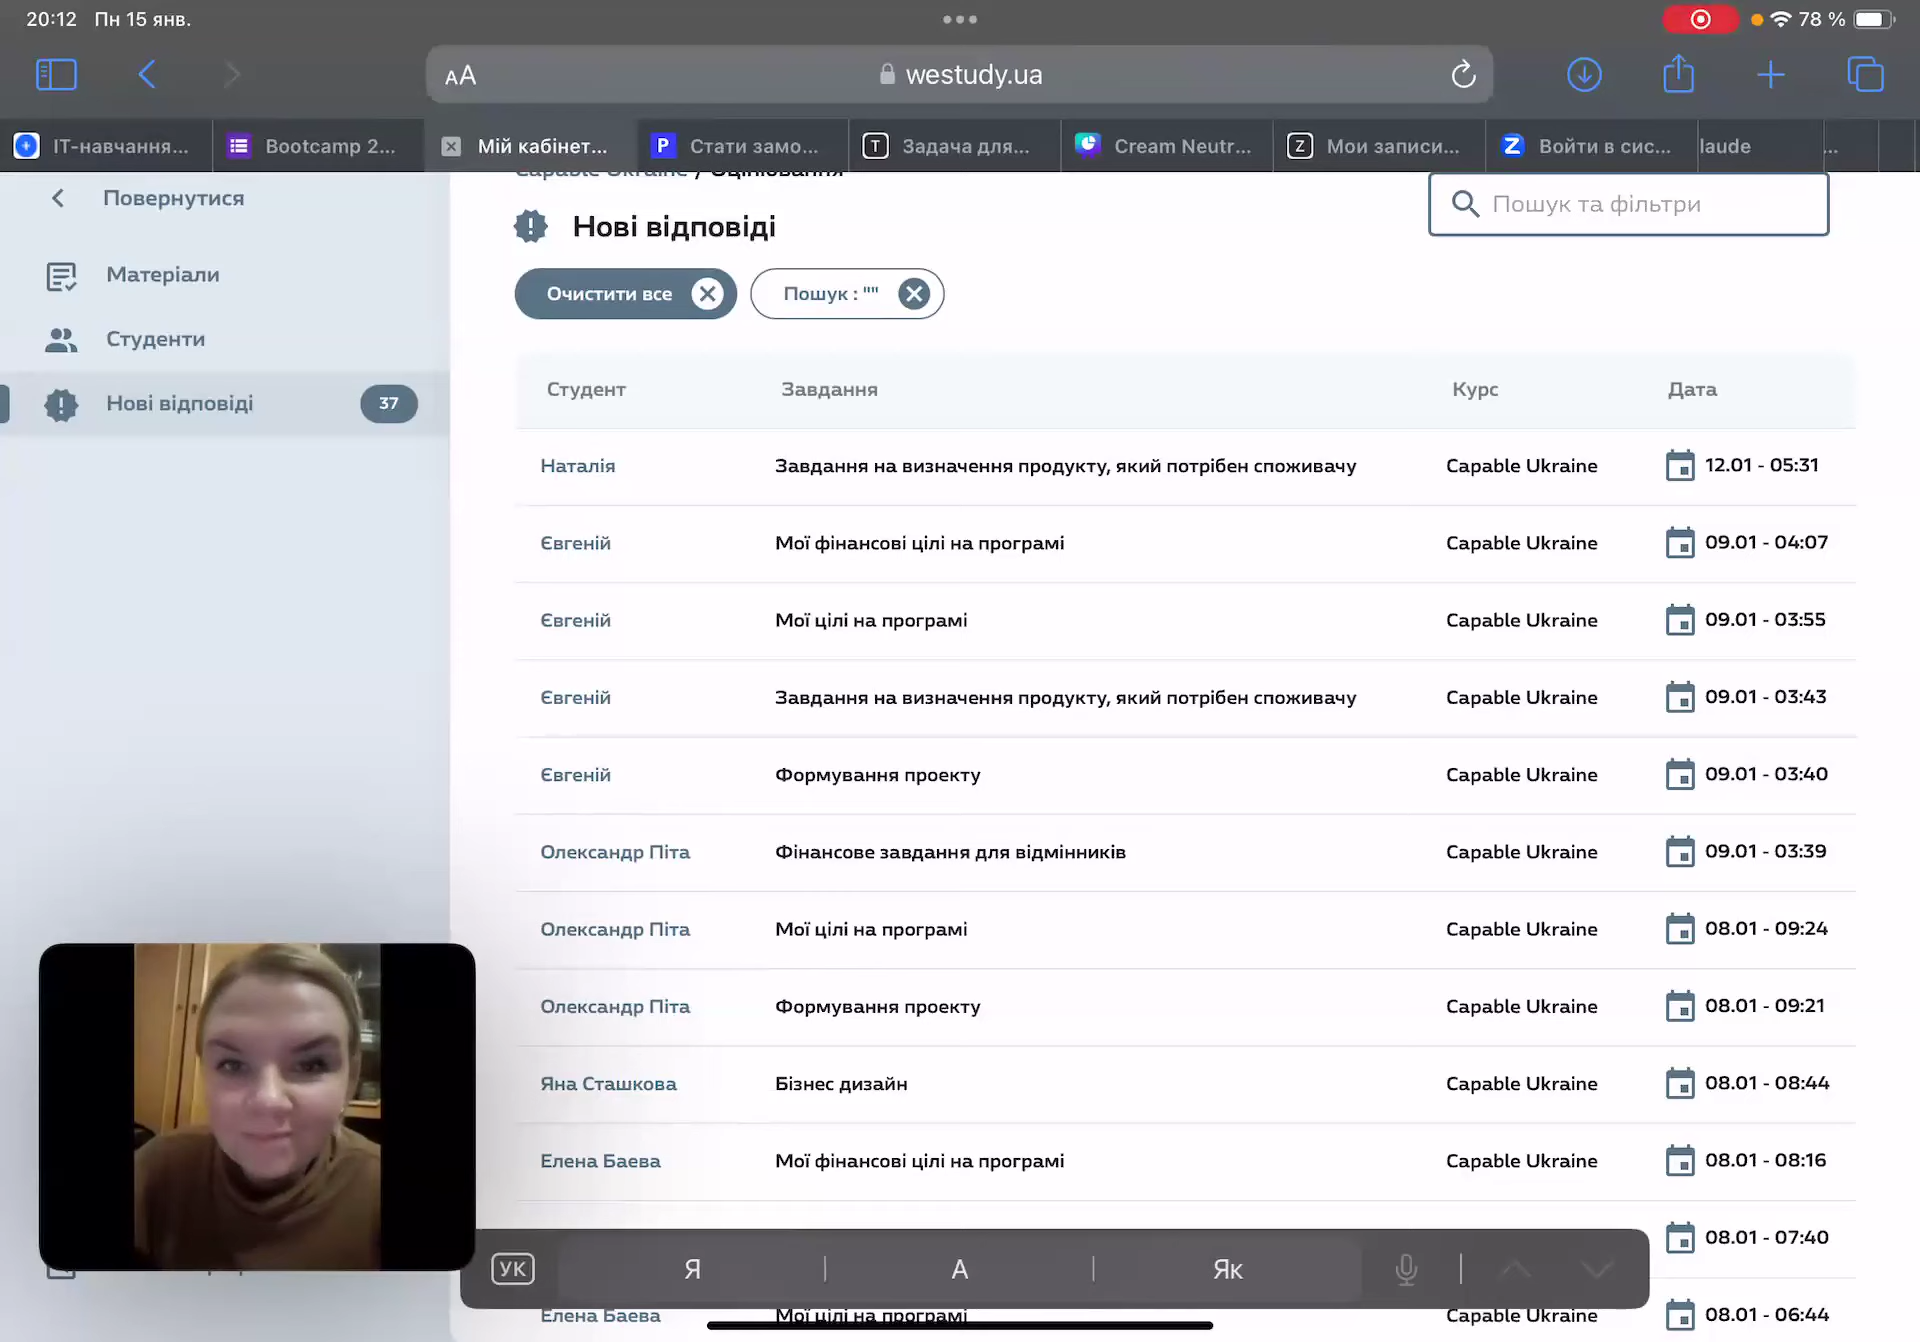 20:12 Пн 15 янв.
78 %
AA westudy.ua
IT-навчання...
Bootcamp 2...
Мій кабінет...
P Стати замо...
T Задача для...
Cream Neutr...
Z Мои записи...
Z Войти в сис...
laude
...
Повернутися
Матеріали
Студенти
Нові відповіді 37
Capable Ukraine / Оцінювання
Нові відповіді
Пошук та фільтри
Очистити все
Пошук : ""
Студент Завдання Курс Дата
Наталія Завдання на визначення продукту, який потрібен споживачу Capable Ukraine 12.01 - 05:31
Євгеній Мої фінансові цілі на програмі Capable Ukraine 09.01 - 04:07
Євгеній Мої цілі на програмі Capable Ukraine 09.01 - 03:55
Євгеній Завдання на визначення продукту, який потрібен споживачу Capable Ukraine 09.01 - 03:43
Євгеній Формування проекту Capable Ukraine 09.01 - 03:40
Олександр Піта Фінансове завдання для відмінників Capable Ukraine 09.01 - 03:39
Олександр Піта Мої цілі на програмі Capable Ukraine 08.01 - 09:24
Олександр Піта Формування проекту Capable Ukraine 08.01 - 09:21
Яна Сташкова Бізнес дизайн Capable Ukraine 08.01 - 08:44
Елена Баева Мої фінансові цілі на програмі Capable Ukraine 08.01 - 08:16
08.01 - 07:40
УК Я А Як
Елена Баева Мої цілі на програмі Capable Ukraine 08.01 - 06:44